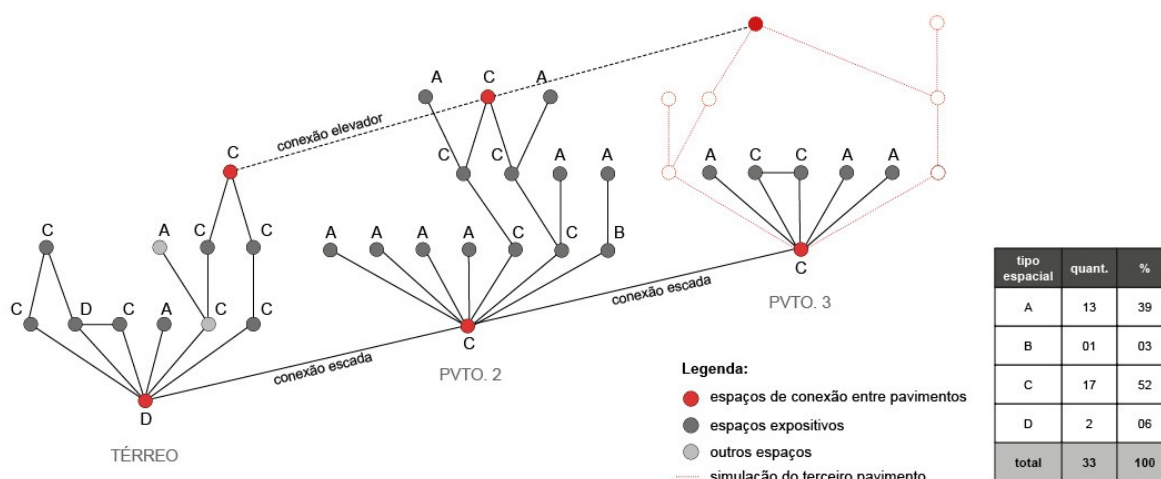 C
C A C C
C D C A C C
D
TÉRREO
conexão elevador
conexão escada
A C A
C C A A
A A A A C C B
C
PVTO. 2
conexão escada
A C C A A
C
PVTO. 3
Legenda:
espaços de conexão entre pavimentos
espaços expositivos
outros espaços
simulação do terceiro pavimento
tipo espacial quant. %
A 13 39
B 01 03
C 17 52
D 2 06
total 33 100